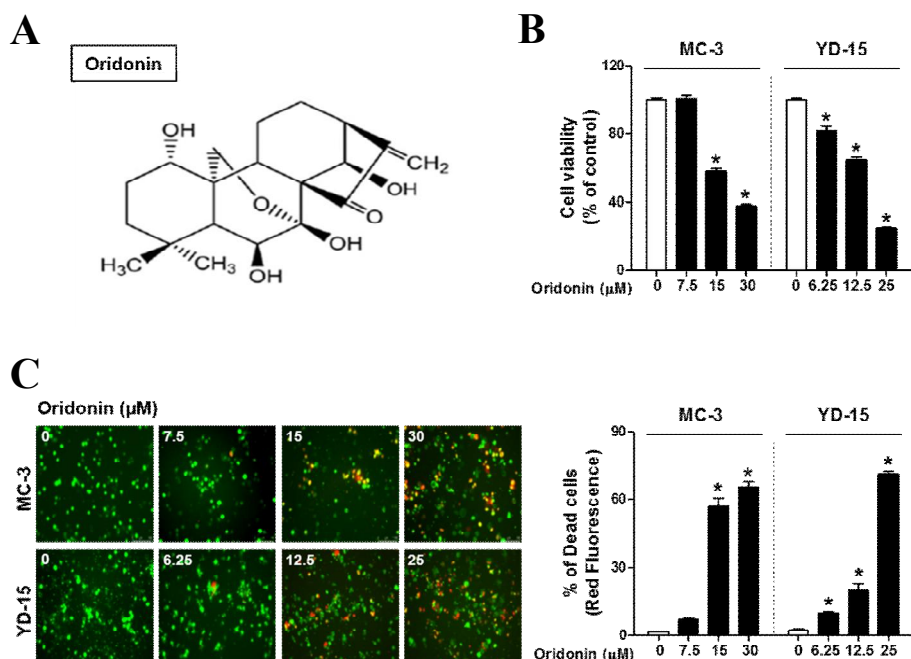 A
Oridonin
OH
O
CH₂
OH
O
OH
OH
H₃C
CH₃
B
MC-3 YD-15
Cell viability
(% of control)
120
80
40
0
Oridonin (μM) 0 7.5 15 30 0 6.25 12.5 25
* * * * *
C
Oridonin (μM)
MC-3
0 7.5 15 30
YD-15
0 6.25 12.5 25
MC-3 YD-15
% of Dead cells
(Red Fluorescence)
90
60
30
0
* * * * *
Oridonin (μM) 0 7.5 15 30 0 6.25 12.5 25